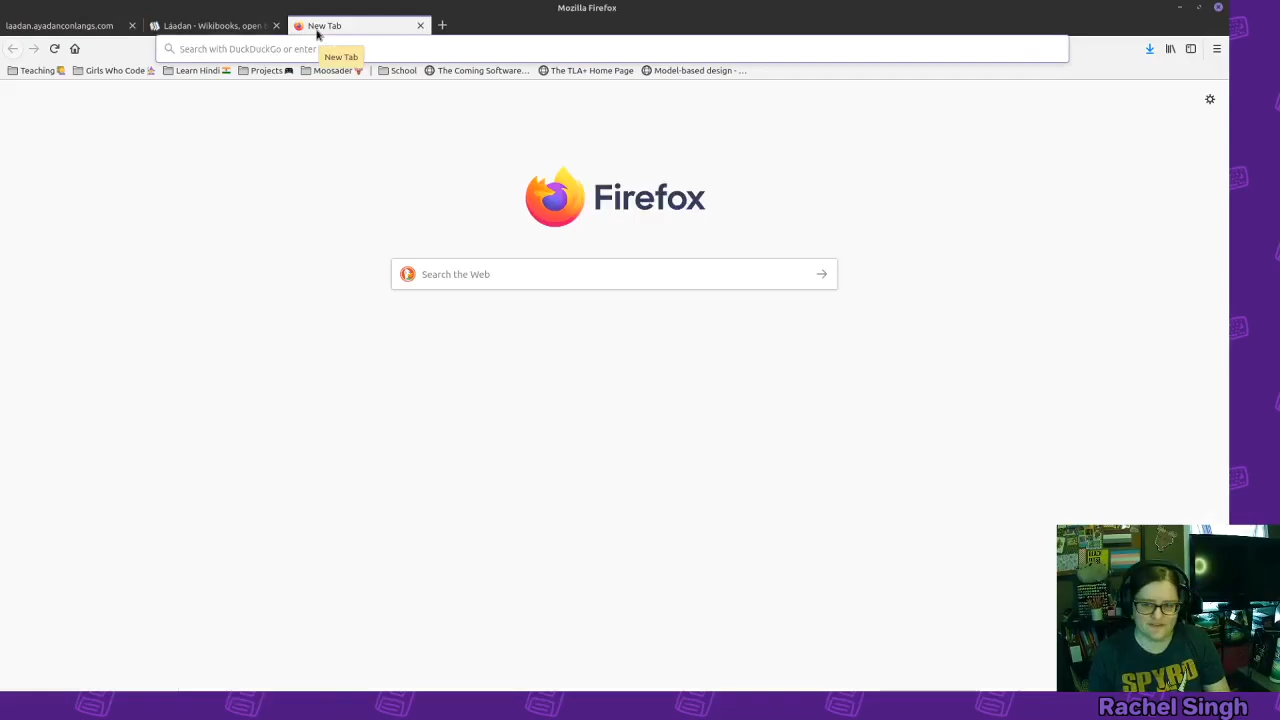 Mozilla Firefox
laadan.ayadanconlangs.com
Láadan - Wikibooks, open b
New Tab
Search with DuckDuckGo or enter
New Tab
Teaching
Girls Who Code
Learn Hindi
Projects
Moosader
School
The Coming Software...
The TLA+ Home Page
Model-based design - ...
Firefox
Search the Web
SPYRO
Rachel Singh